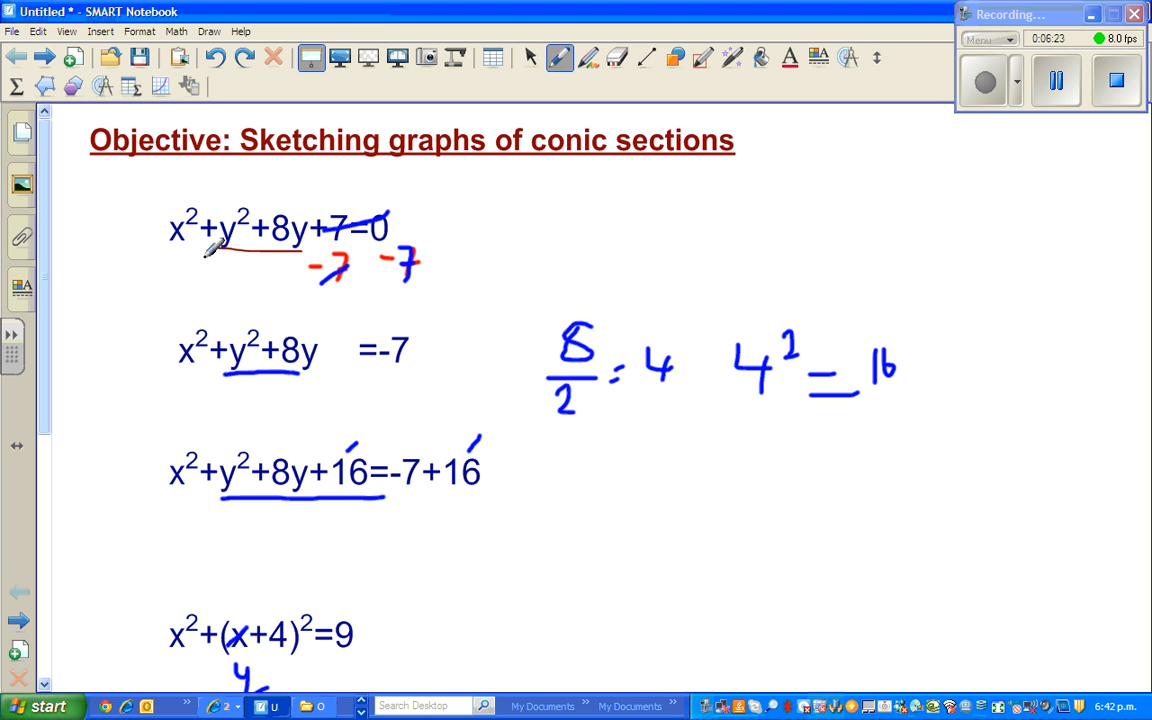 Untitled * - SMART Notebook
Recording...
File Edit View Insert Format Math Draw Help
Menu
0:06:23
8.0 fps
Objective: Sketching graphs of conic sections
x²+y²+8y+7=0
-7 -7
x²+y²+8y =-7
8/2 = 4 4² = 16
x²+y²+8y+16=-7+16
x²+(x+4)²=9
y
start
2
U
O
Search Desktop
My Documents
»
My Documents
»
6:42 p.m.